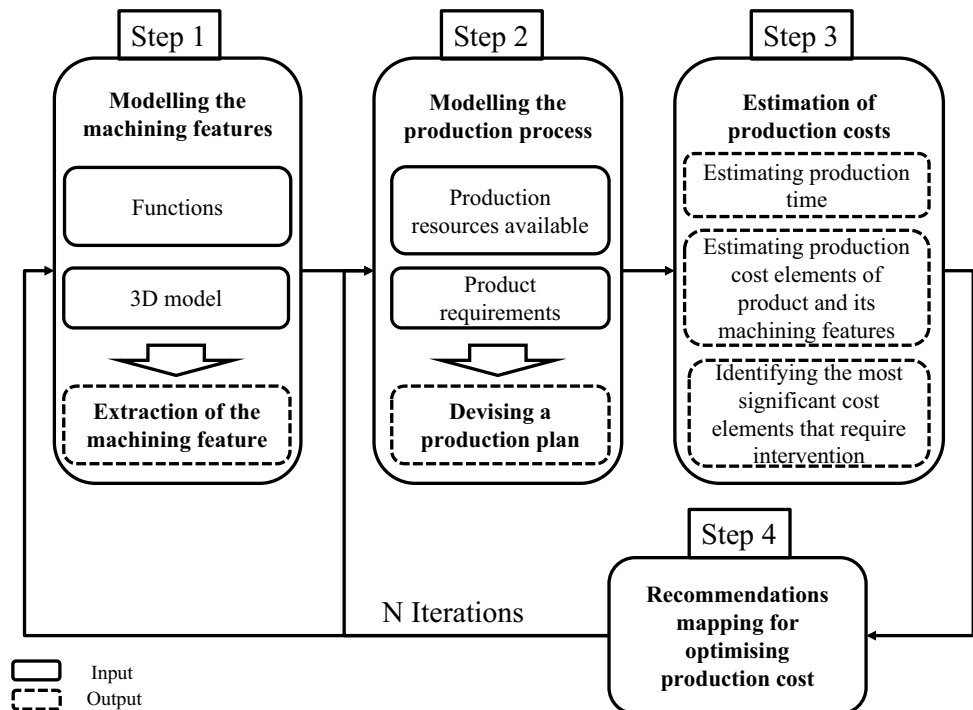 Step 1
Modelling the
machining features
Functions
3D model
Extraction of the
machining feature
Step 2
Modelling the
production process
Production
resources available
Product
requirements
Devising a
production plan
Step 3
Estimation of
production costs
Estimating production
time
Estimating production
cost elements of
product and its
machining features
Identifying the most
significant cost
elements that require
intervention
Step 4
Recommendations
mapping for
optimising
production cost
N Iterations
Input
Output